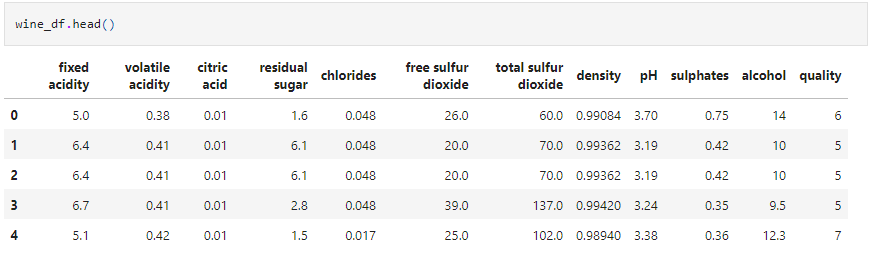 wine_df.head()
fixed acidity volatile acidity citric acid residual sugar chlorides free sulfur dioxide total sulfur dioxide density pH sulphates alcohol quality
0 5.0 0.38 0.01 1.6 0.048 26.0 60.0 0.99084 3.70 0.75 14 6
1 6.4 0.41 0.01 6.1 0.048 20.0 70.0 0.99362 3.19 0.42 10 5
2 6.4 0.41 0.01 6.1 0.048 20.0 70.0 0.99362 3.19 0.42 10 5
3 6.7 0.41 0.01 2.8 0.048 39.0 137.0 0.99420 3.24 0.35 9.5 5
4 5.1 0.42 0.01 1.5 0.017 25.0 102.0 0.98940 3.38 0.36 12.3 7